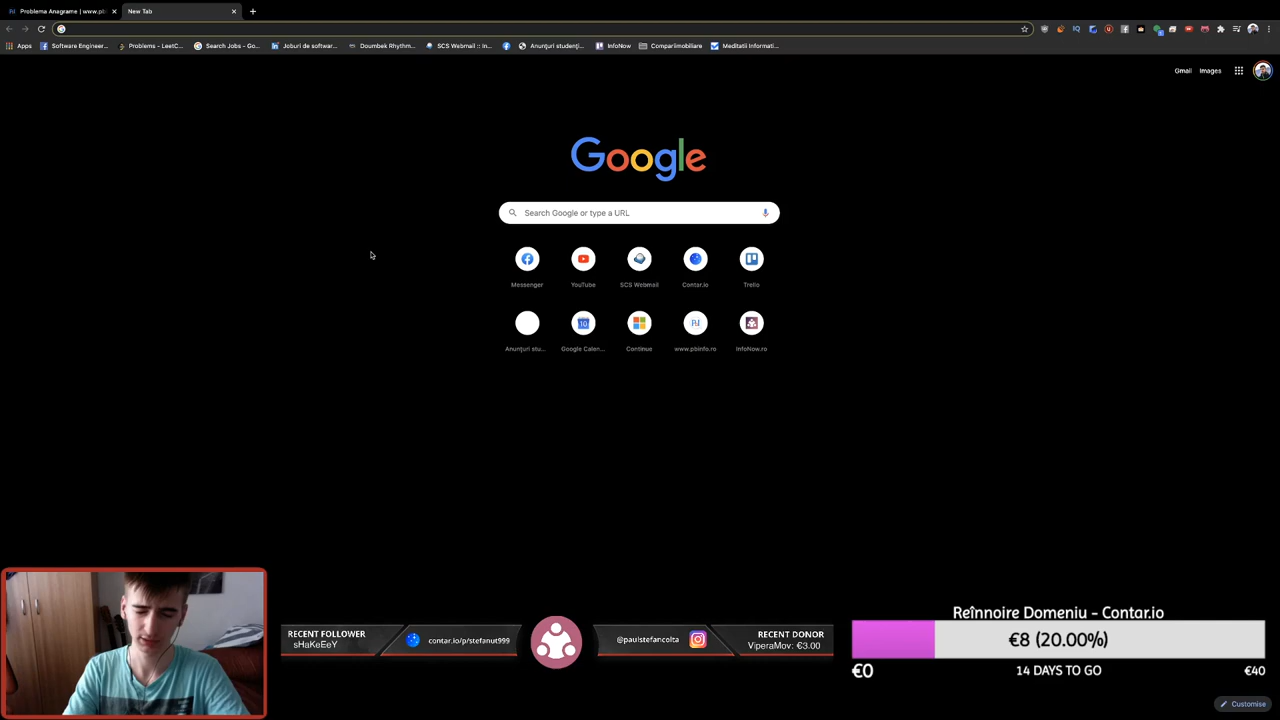 Problema Anagrame | www.pb
New Tab
Apps
Software Engineer...
Problems - LeetC...
Search Jobs - Go...
Joburi de softwar...
Doumbek Rhythm...
SCS Webmail :: In...
Anunțuri studenți...
InfoNow
Compariimobiliare
Meditatii Informati...
Gmail
Images
Google
Search Google or type a URL
Messenger
YouTube
SCS Webmail
Contar.io
Trello
Anunțuri stu...
Google Calen...
Continue
www.pbinfo.ro
InfoNow.ro
RECENT FOLLOWER
sHaKeEeY
contar.io/p/stefanut999
@paulstefancolta
RECENT DONOR
ViperaMov: €3.00
Reînnoire Domeniu - Contar.io
€8 (20.00%)
€0
14 DAYS TO GO
€40
Customise